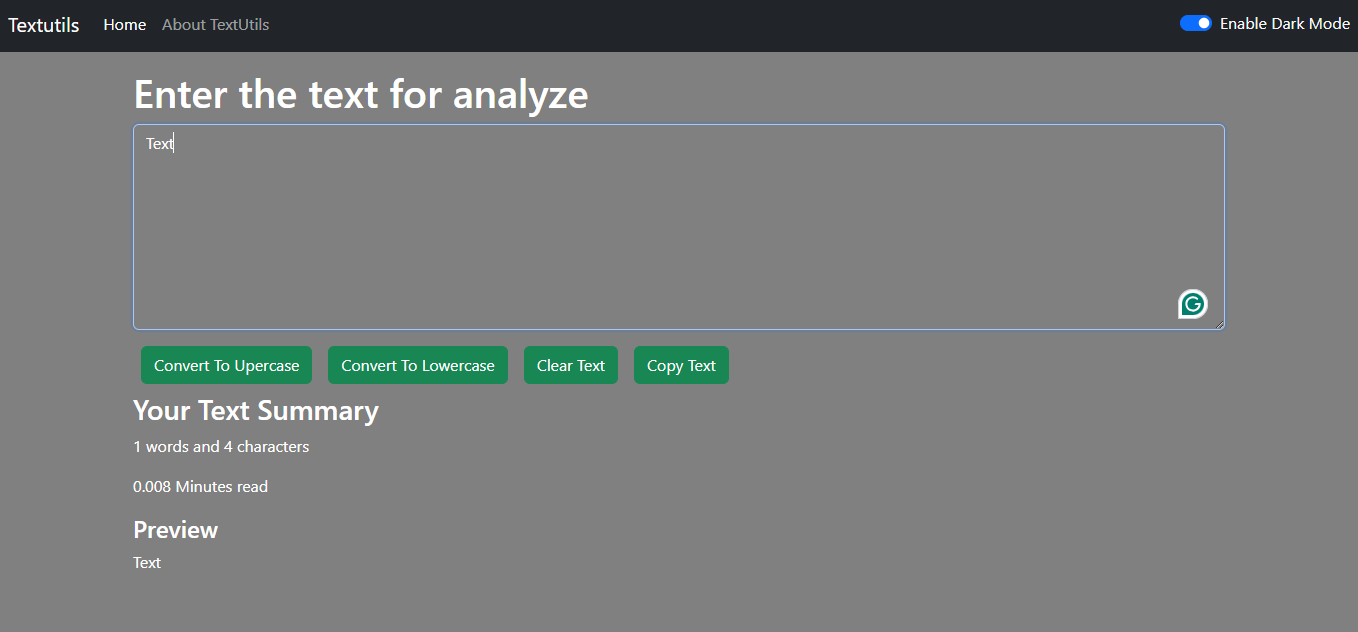 Textutils Home About TextUtils Enable Dark Mode
Enter the text for analyze
Text
Convert To Upercase Convert To Lowercase Clear Text Copy Text
Your Text Summary
1 words and 4 characters
0.008 Minutes read
Preview
Text